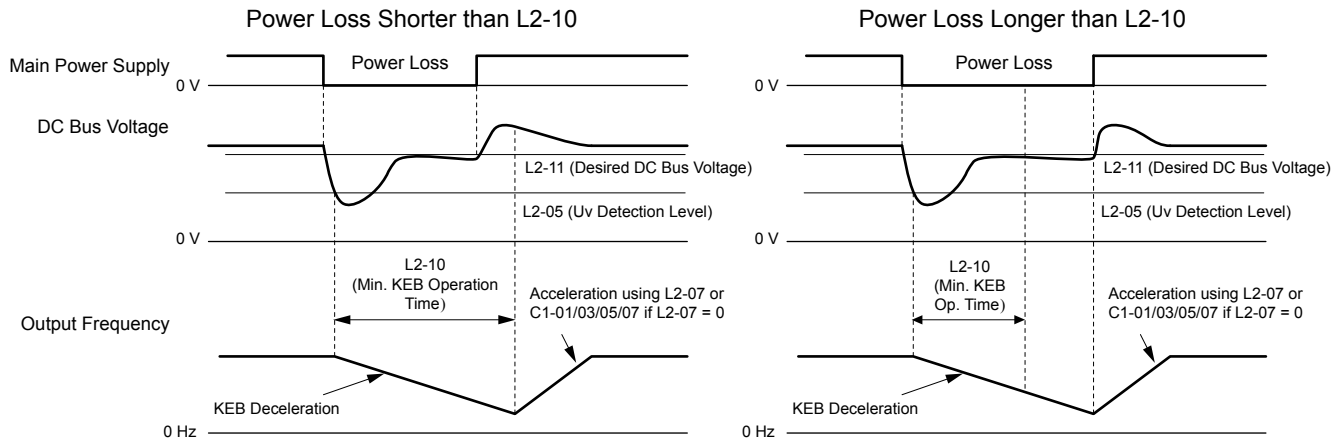 Power Loss Shorter than L2-10
Main Power Supply
Power Loss
0 V
DC Bus Voltage
L2-11 (Desired DC Bus Voltage)
L2-05 (Uv Detection Level)
0 V
L2-10
(Min. KEB Operation
Time)
Acceleration using L2-07 or
C1-01/03/05/07 if L2-07 = 0
Output Frequency
KEB Deceleration
0 Hz
Power Loss Longer than L2-10
Power Loss
0 V
L2-11 (Desired DC Bus Voltage)
L2-05 (Uv Detection Level)
0 V
L2-10
(Min. KEB
Op. Time)
Acceleration using L2-07 or
C1-01/03/05/07 if L2-07 = 0
KEB Deceleration
0 Hz